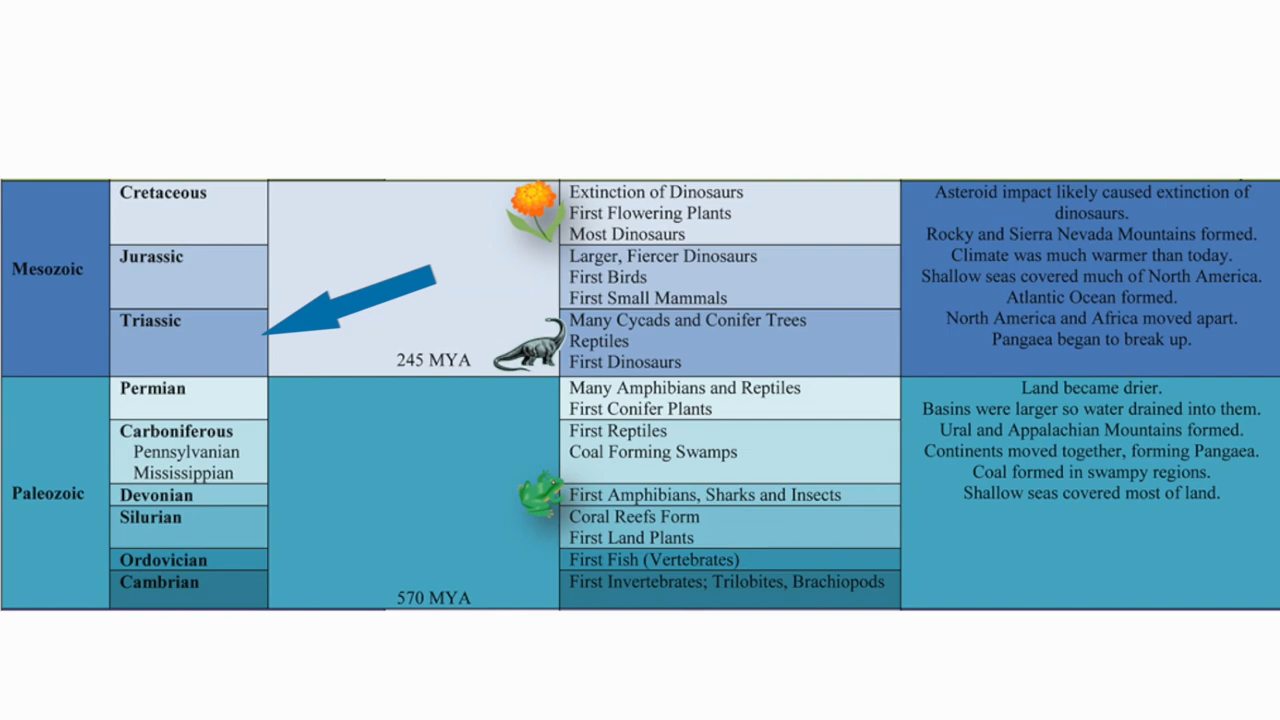 Mesozoic
Cretaceous
Extinction of Dinosaurs
First Flowering Plants
Most Dinosaurs
Jurassic
Larger, Fiercer Dinosaurs
First Birds
First Small Mammals
Triassic
245 MYA
Many Cycads and Conifer Trees
Reptiles
First Dinosaurs
Asteroid impact likely caused extinction of
dinosaurs.
Rocky and Sierra Nevada Mountains formed.
Climate was much warmer than today.
Shallow seas covered much of North America.
Atlantic Ocean formed.
North America and Africa moved apart.
Pangaea began to break up.
Paleozoic
Permian
Many Amphibians and Reptiles
First Conifer Plants
Carboniferous
Pennsylvanian
Mississippian
First Reptiles
Coal Forming Swamps
Devonian
First Amphibians, Sharks and Insects
Silurian
Coral Reefs Form
First Land Plants
Ordovician
First Fish (Vertebrates)
Cambrian
570 MYA
First Invertebrates; Trilobites, Brachiopods
Land became drier.
Basins were larger so water drained into them.
Ural and Appalachian Mountains formed.
Continents moved together, forming Pangaea.
Coal formed in swampy regions.
Shallow seas covered most of land.